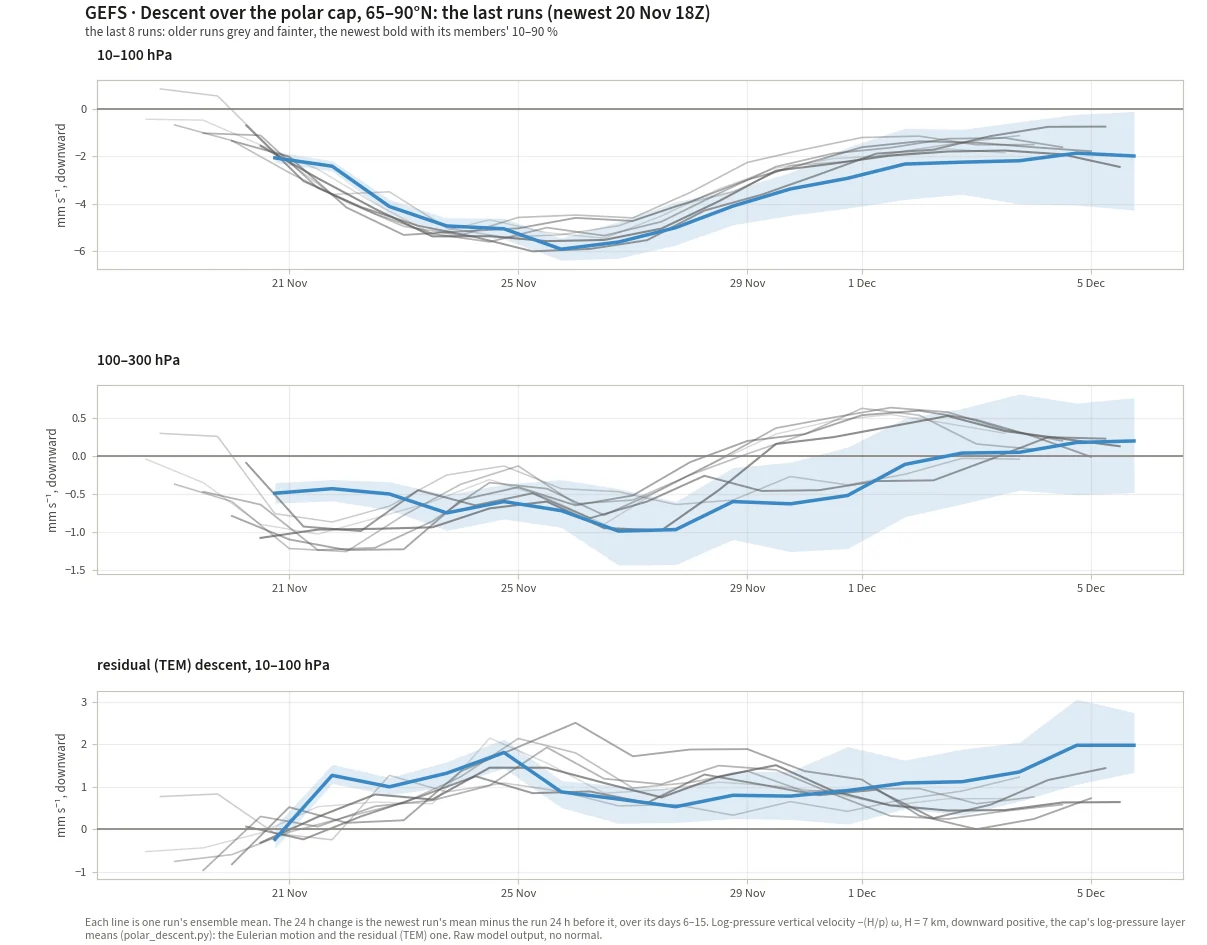 GEFS · Descent over the polar cap, 65–90°N: the last runs (newest 20 Nov 18Z)
the last 8 runs: older runs grey and fainter, the newest bold with its members' 10–90 %
10–100 hPa
mm s⁻¹, downward
0
−2
−4
−6
21 Nov
25 Nov
29 Nov
1 Dec
5 Dec
100–300 hPa
mm s⁻¹, downward
0.5
0.0
−0.5
−1.0
−1.5
21 Nov
25 Nov
29 Nov
1 Dec
5 Dec
residual (TEM) descent, 10–100 hPa
mm s⁻¹, downward
3
2
1
0
−1
21 Nov
25 Nov
29 Nov
1 Dec
5 Dec
Each line is one run's ensemble mean. The 24 h change is the newest run's mean minus the run 24 h before it, over its days 6–15. Log-pressure vertical velocity −(H/p) ω, H = 7 km, downward positive, the cap's log-pressure layer
means (polar_descent.py): the Eulerian motion and the residual (TEM) one. Raw model output, no normal.